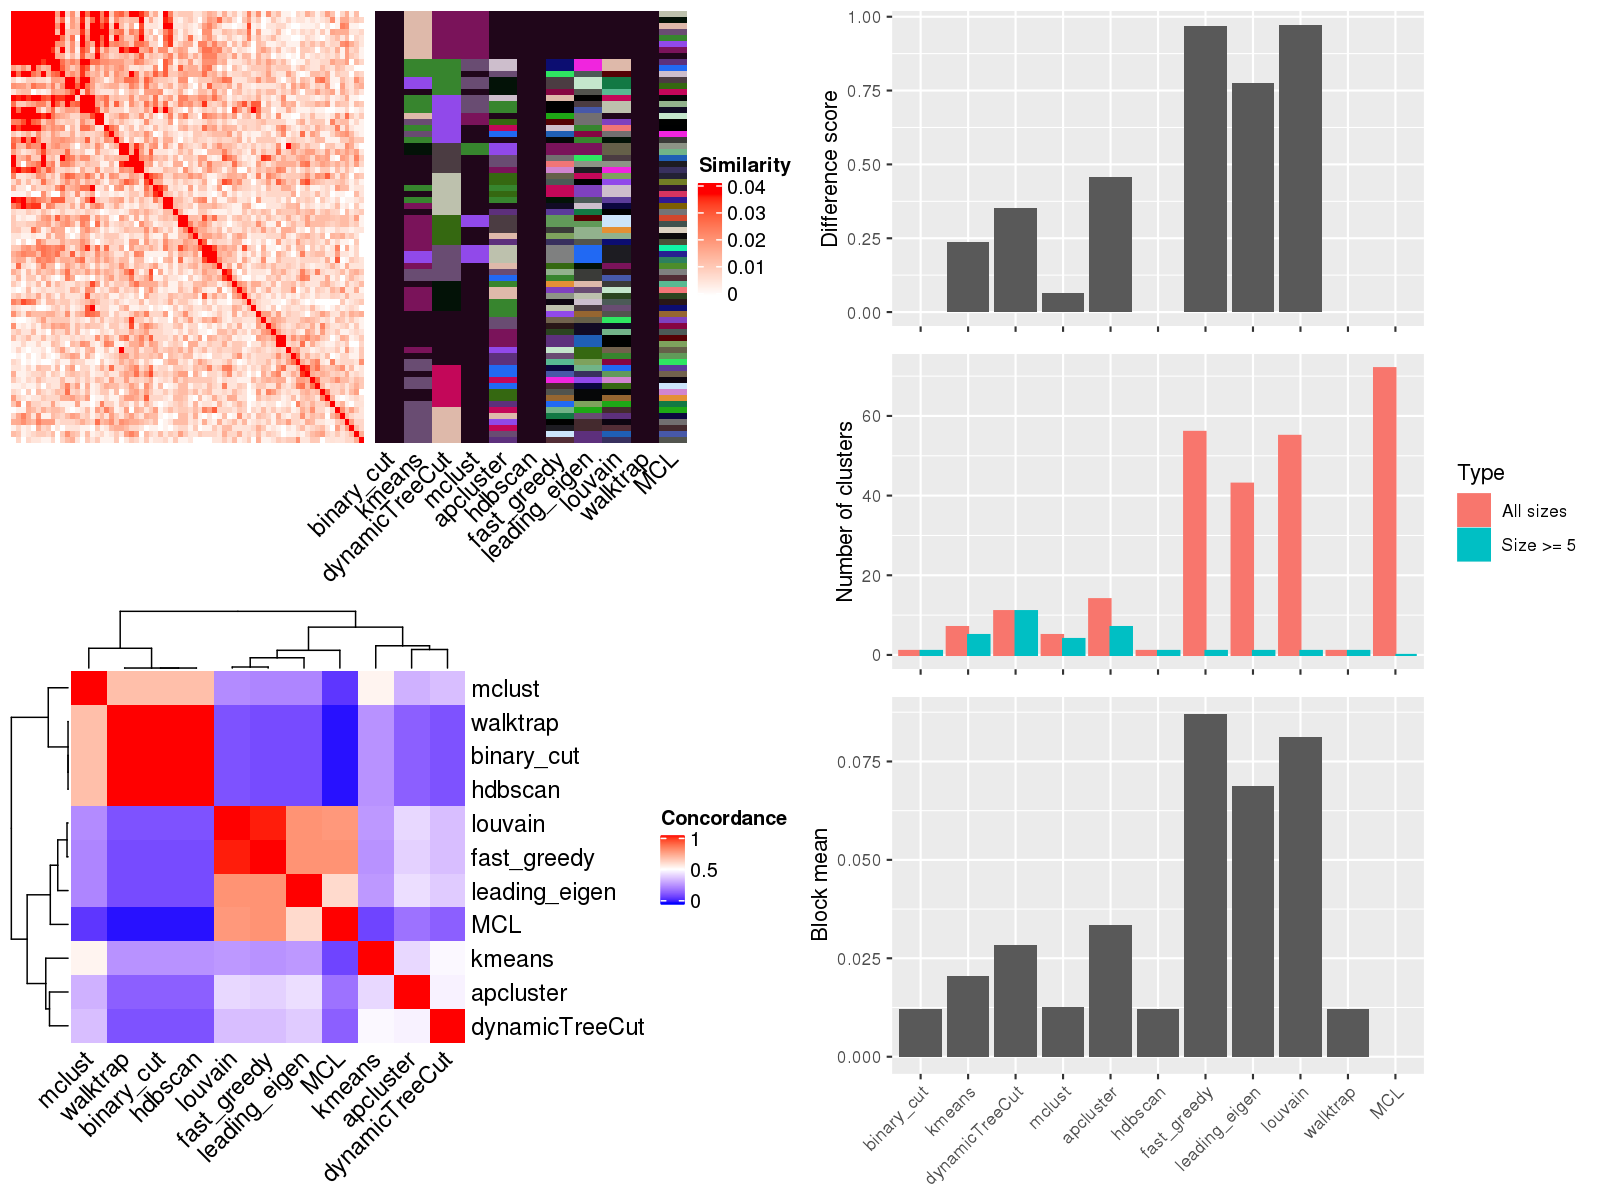 Similarity
0.04
0.03
0.02
0.01
0
binary_cut
kmeans
dynamicTreeCut
mclust
apcluster
hdbscan
fast_greedy
leading_eigen
louvain
walktrap
MCL
mclust
walktrap
binary_cut
hdbscan
louvain
fast_greedy
leading_eigen
MCL
kmeans
apcluster
dynamicTreeCut
mclust
walktrap
binary_cut
hdbscan
louvain
fast_greedy
leading_eigen
MCL
kmeans
apcluster
dynamicTreeCut
Concordance
1
0.5
0
Difference score
1.00
0.75
0.50
0.25
0.00
Number of clusters
60
40
20
0
Type
All sizes
Size >= 5
Block mean
0.075
0.050
0.025
0.000
binary_cut
kmeans
dynamicTreeCut
mclust
apcluster
hdbscan
fast_greedy
leading_eigen
louvain
walktrap
MCL